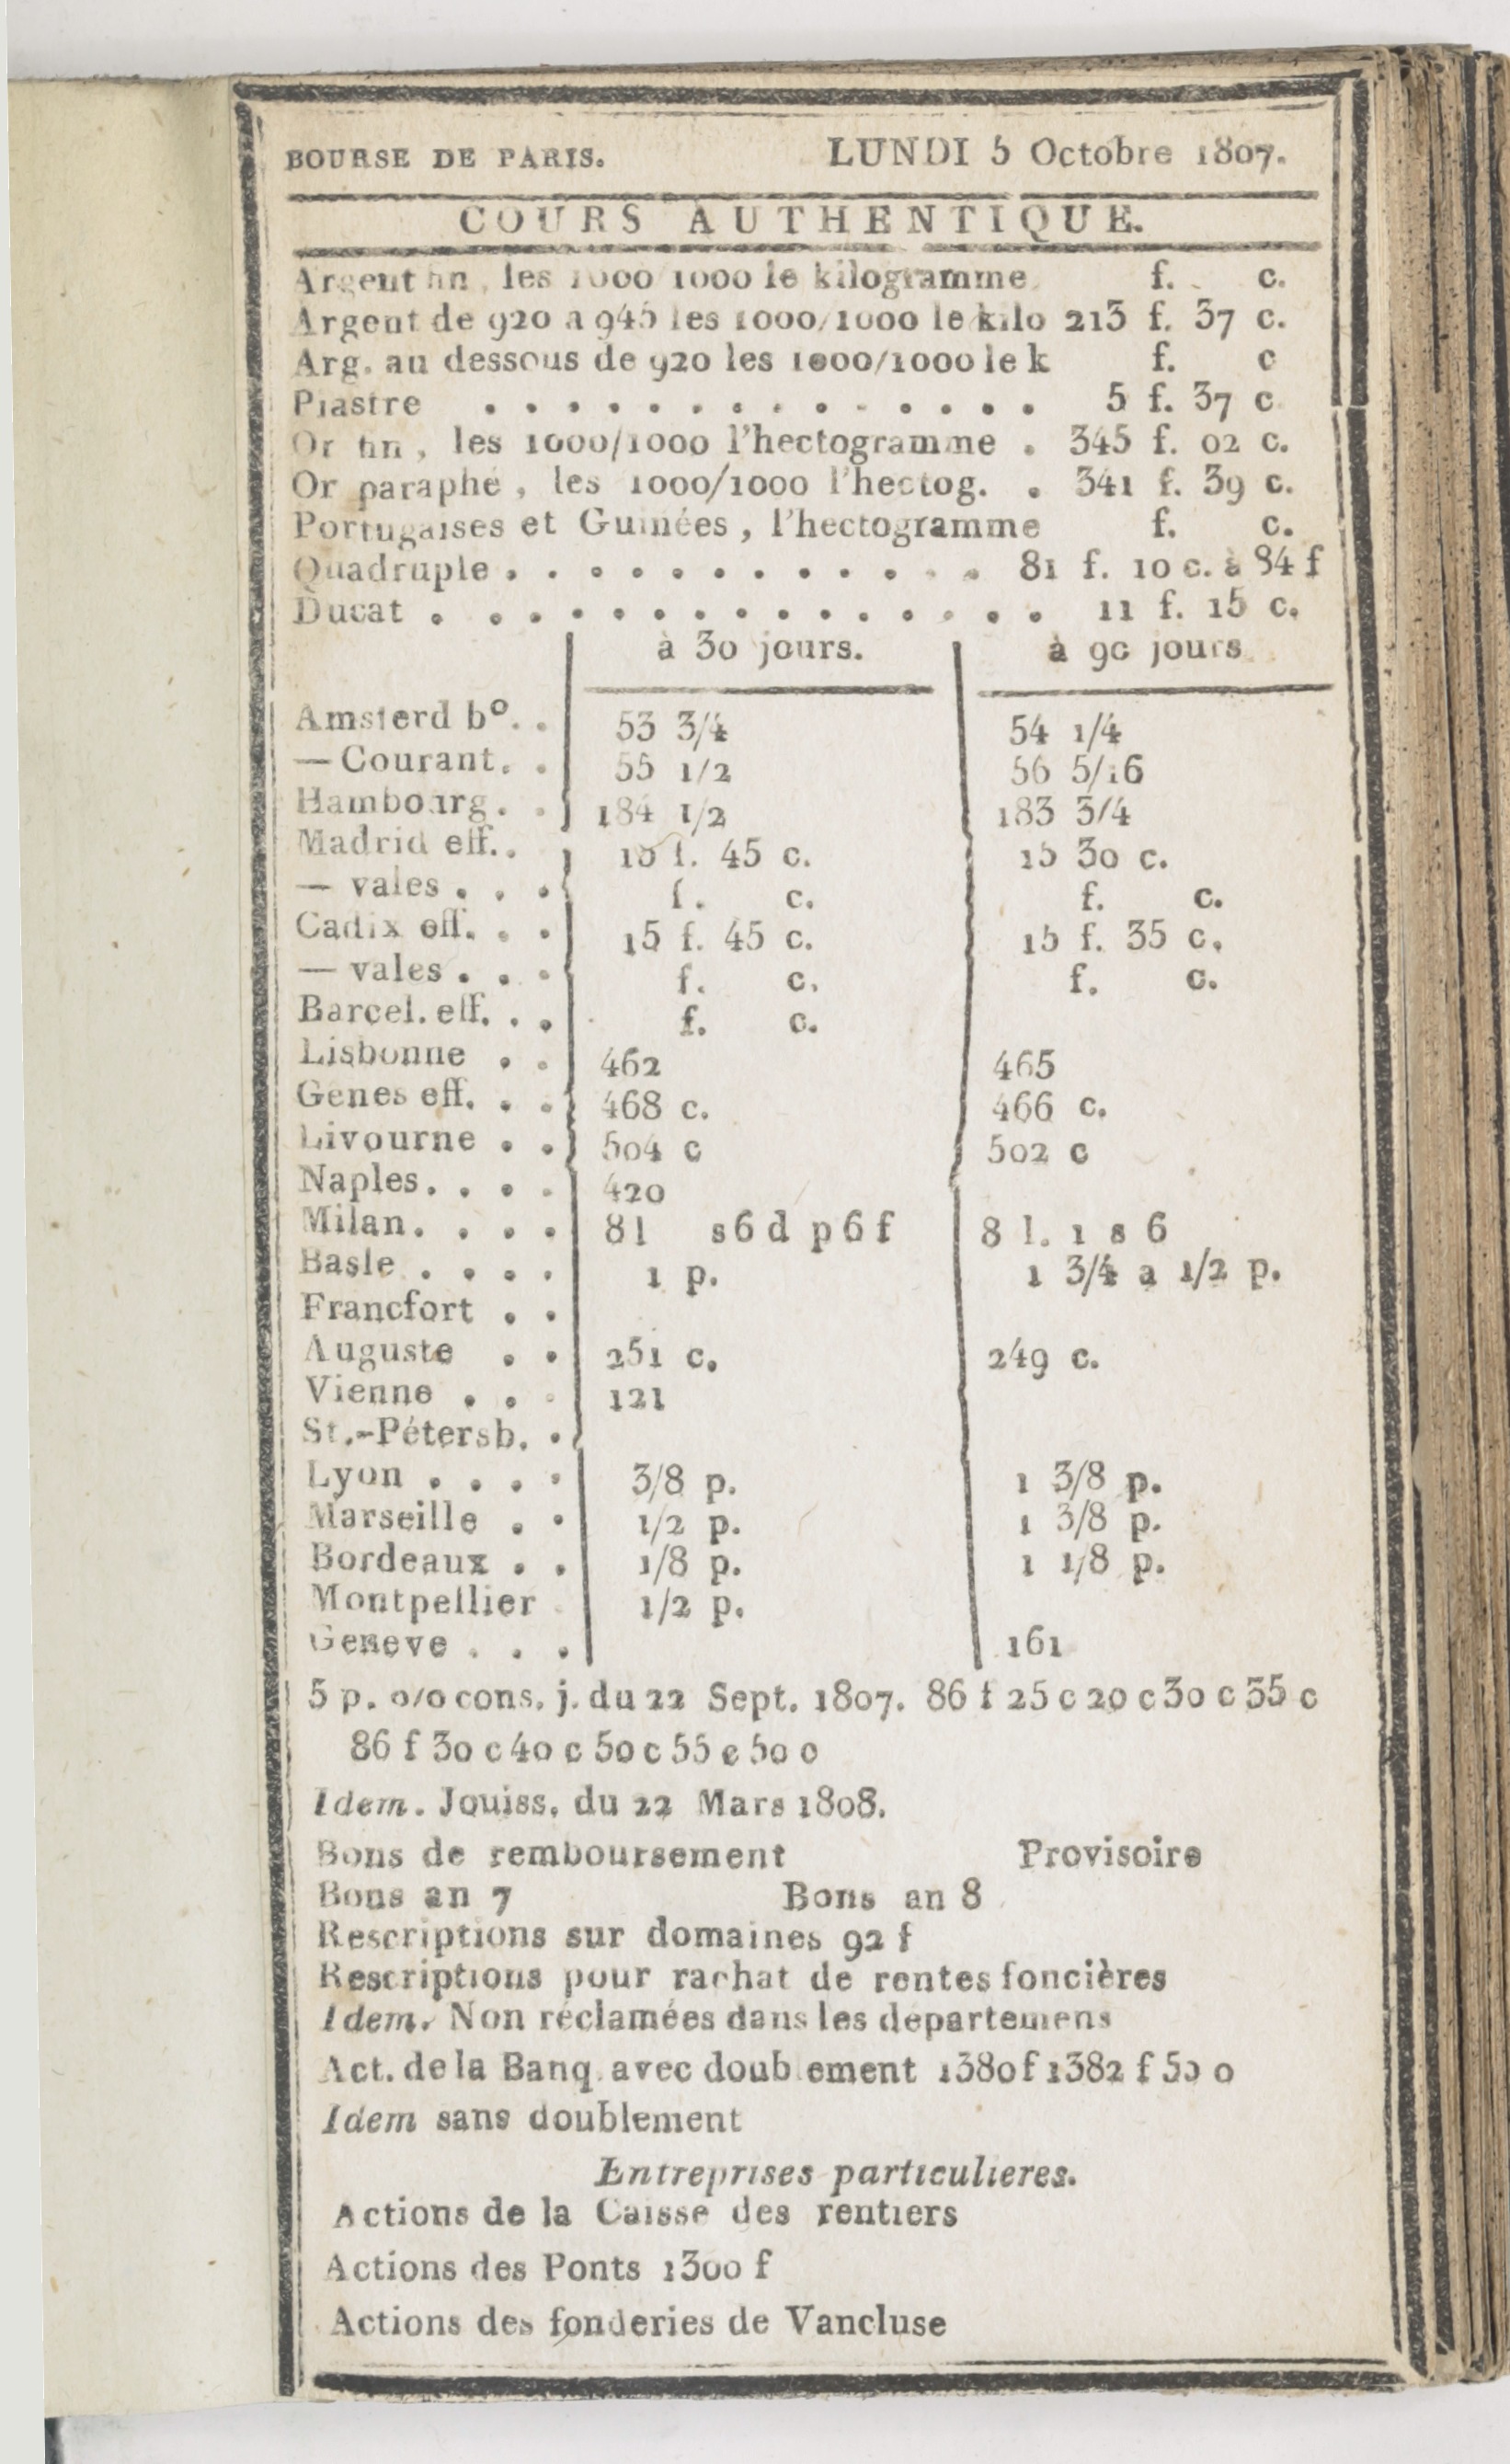 BOURSE DE PARIS. LUNDI 5 Octobre 1807.
COURS AUTHENTIQUE.
Argent fin, les 1000/1000 le kilogramme f. c.
Argent de 920 a 945 les 1000/1000 le kilo 213 f. 37 c.
Arg. au dessous de 920 les 1000/1000 le k f. c
Piastre . . . . . . . . . . . . . . 5 f. 37 c
Or fin, les 1000/1000 l'hectogramme . 345 f. 02 c.
Or paraphé, les 1000/1000 l'hectog. . 341 f. 39 c.
Portugaises et Guinées, l'hectogramme f. c.
Quadruple . . . . . . . . . . . . 81 f. 10 c. à 84 f
Ducat . . . . . . . . . . . . . . . 11 f. 15 c.
à 30 jours. à 90 jours
Amsterd bº. . 53 3/4 54 1/4
— Courant. . 55 1/2 56 5/16
Hambourg. . 184 1/2 183 3/4
Madrid eff. . 15 f. 45 c. 15 30 c.
— vales . . . f. c. f. c.
Cadix eff. . . 15 f. 45 c. 15 f. 35 c.
— vales . . . f. c. f. c.
Barcel. eff. . . f. c.
Lisbonne . . 462 465
Genes eff. . . 468 c. 466 c.
Livourne . . 504 c 502 c
Naples. . . . 420
Milan. . . . 8 l s 6 d p 6 f 8 l. 1 s 6
Basle . . . . 1 p. 1 3/4 a 1/2 p.
Francfort . .
Auguste . . 251 c. 249 c.
Vienne . . . 121
St.-Pétersb. .
Lyon . . . . 3/8 p. 1 3/8 p.
Marseille . . 1/2 p. 1 3/8 p.
Bordeaux . . 1/8 p. 1 1/8 p.
Montpellier . 1/2 p.
Geneve . . . 161
5 p. o/o cons. j. du 22 Sept. 1807. 86 f 25 c 20 c 30 c 35 c
86 f 30 c 40 c 50 c 55 c 50 c
Idem. Jouiss. du 22 Mars 1808.
Bons de remboursement Provisoire
Bons an 7 Bons an 8
Rescriptions sur domaines 92 f
Rescriptions pour rachat de rentes foncières
Idem. Non réclamées dans les departemens
Act. de la Banq. avec doublement 1380 f 1382 f 50 c
Idem sans doublement
Entreprises particulieres.
Actions de la Caisse des rentiers
Actions des Ponts 1300 f
Actions des fonderies de Vancluse